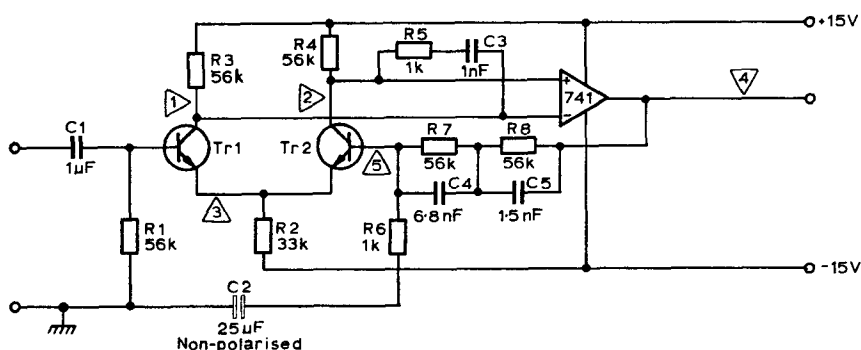 +15V
R3
56k
R4
56k
R5
1k
C3
1nF
1
2
+
741
−
4
C1
1µF
Tr1
Tr2
5
R7
56k
R8
56k
C4
6.8nF
C5
1.5nF
3
R1
56k
R2
33k
R6
1k
−15V
C2
25µF
Non-polarised